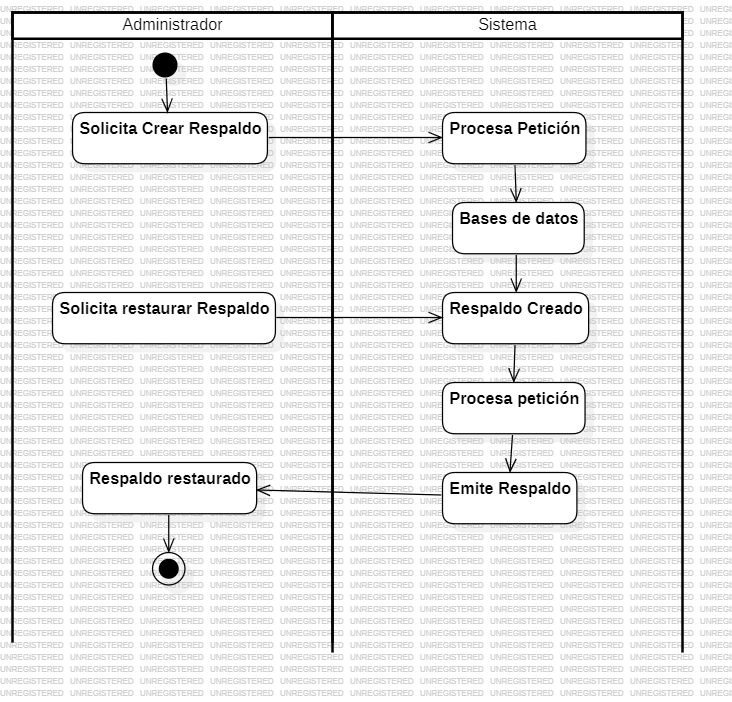 Administrador
Sistema
Solicita Crear Respaldo
Procesa Petición
Bases de datos
Solicita restaurar Respaldo
Respaldo Creado
Procesa petición
Respaldo restaurado
Emite Respaldo
UNREGISTERED